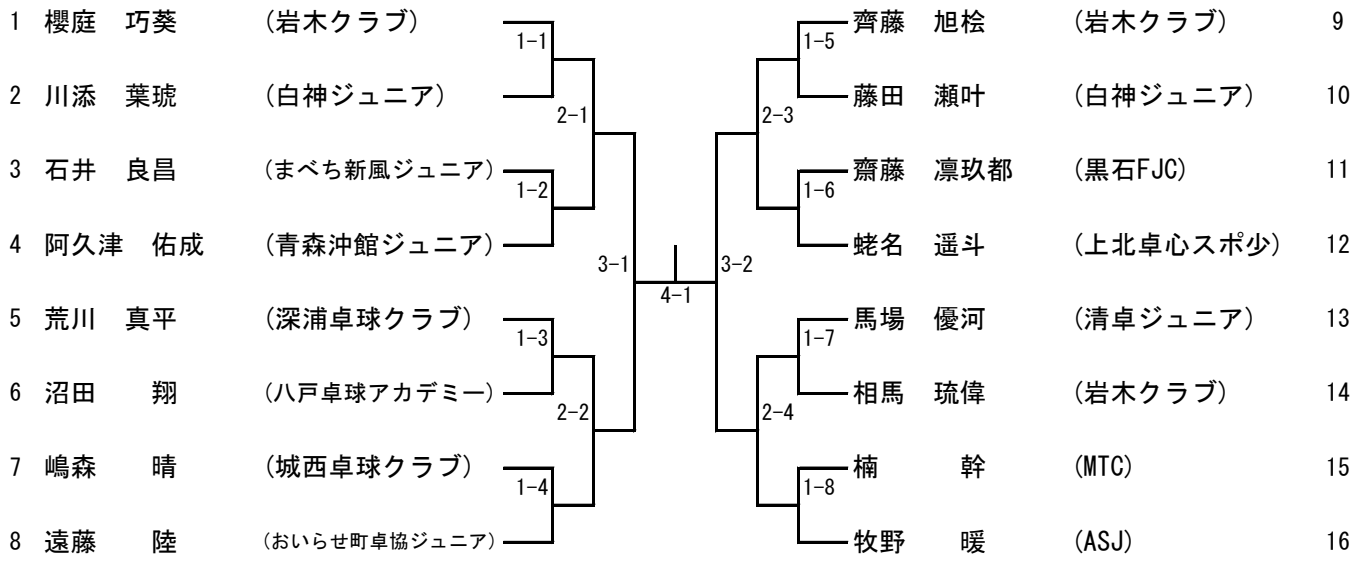 1 櫻庭　巧葵 (岩木クラブ) 齊藤　旭桧 (岩木クラブ) 9
1-1 1-5
2 川添　葉琥 (白神ジュニア) 藤田　瀬叶 (白神ジュニア) 10
2-1 2-3
3 石井　良昌 (まべち新風ジュニア) 齋藤　凛玖都 (黒石FJC) 11
1-2 1-6
4 阿久津　佑成 (青森沖館ジュニア) 蛯名　遥斗 (上北卓心スポ少) 12
3-1 3-2
4-1
5 荒川　真平 (深浦卓球クラブ) 馬場　優河 (清卓ジュニア) 13
1-3 1-7
6 沼田　翔 (八戸卓球アカデミー) 相馬　琉偉 (岩木クラブ) 14
2-2 2-4
7 嶋森　晴 (城西卓球クラブ) 楠　幹 (MTC) 15
1-4 1-8
8 遠藤　陸 (おいらせ町卓協ジュニア) 牧野　暖 (ASJ) 16